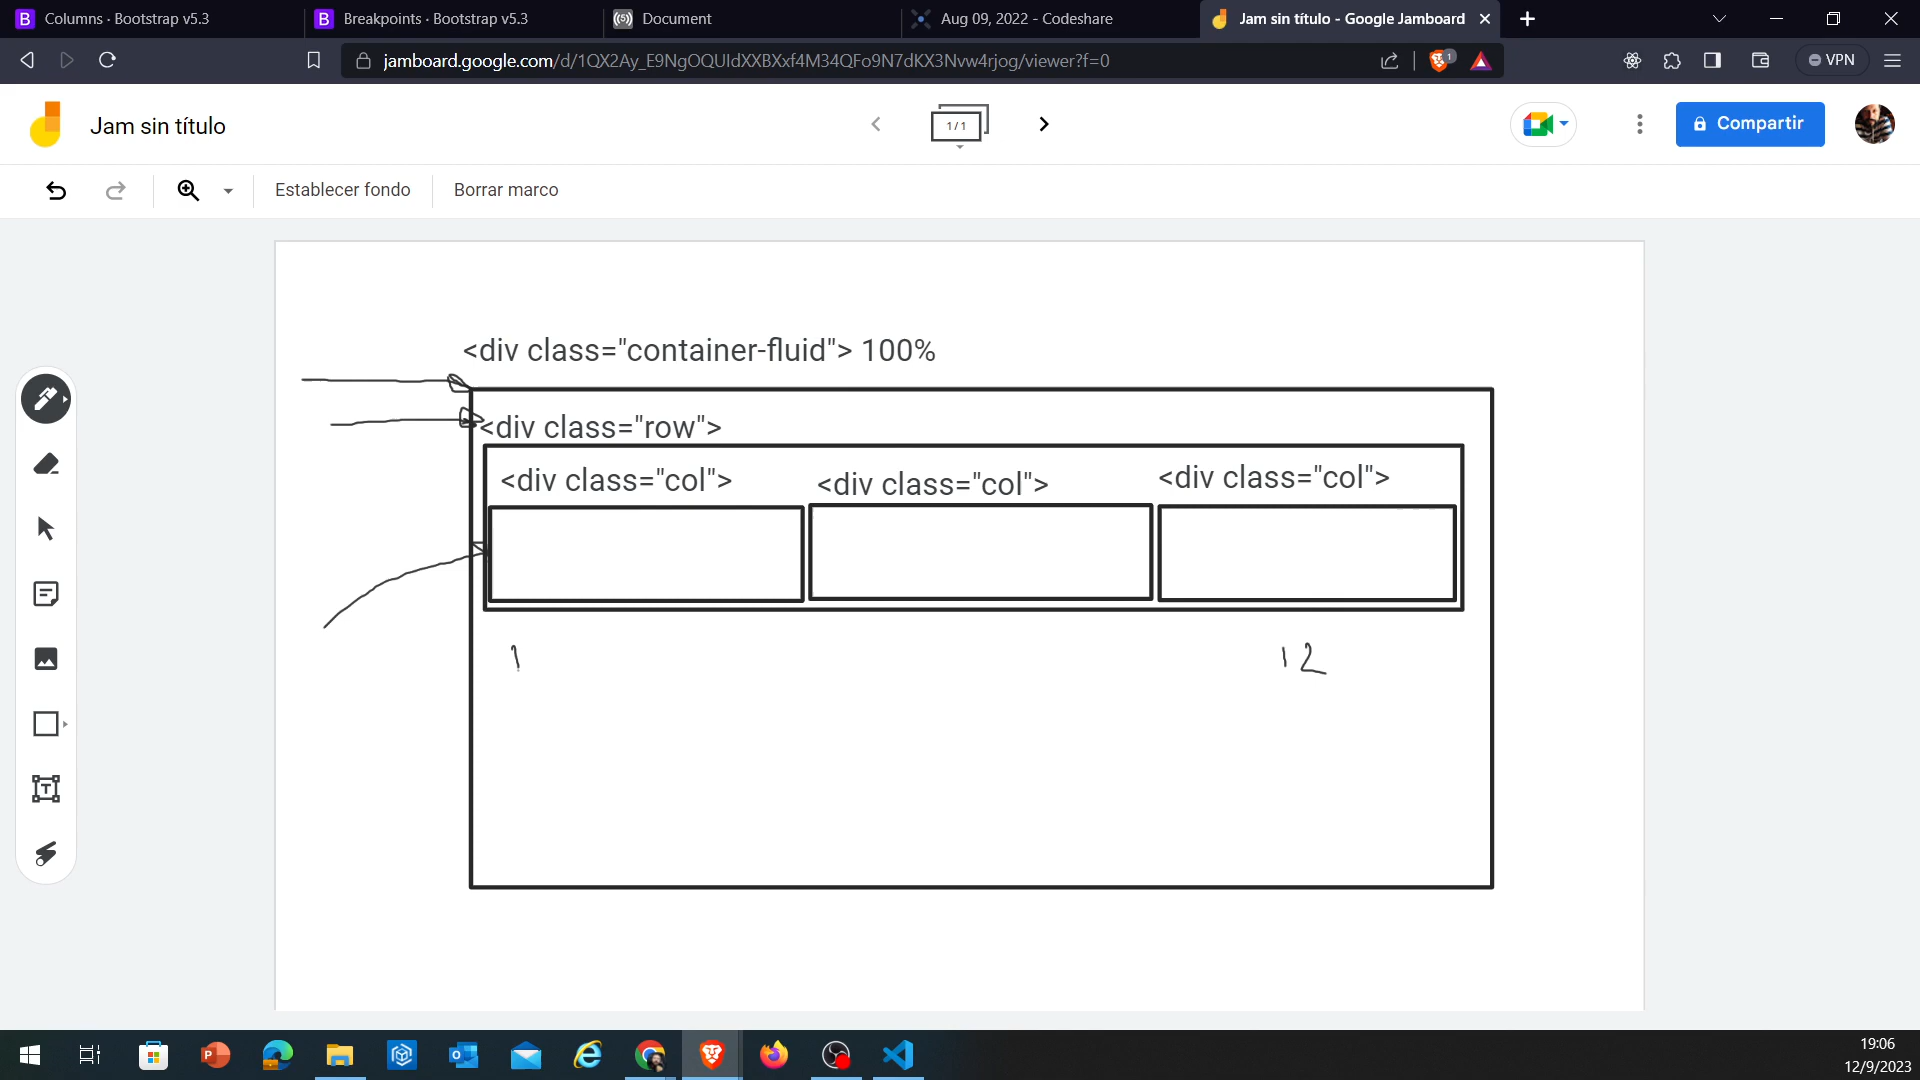 Columns · Bootstrap v5.3
Breakpoints · Bootstrap v5.3
Document
Aug 09, 2022 - Codeshare
Jam sin título - Google Jamboard
jamboard.google.com/d/1QX2Ay_E9NgOQUIdXXBXxf4M34QFo9N7dKX3Nvw4rjog/viewer?f=0
1
VPN
Jam sin título
1/1
Compartir
Establecer fondo
Borrar marco
<div class="container-fluid"> 100%
<div class="row">
<div class="col">
<div class="col">
<div class="col">
1
12
19:06
12/9/2023